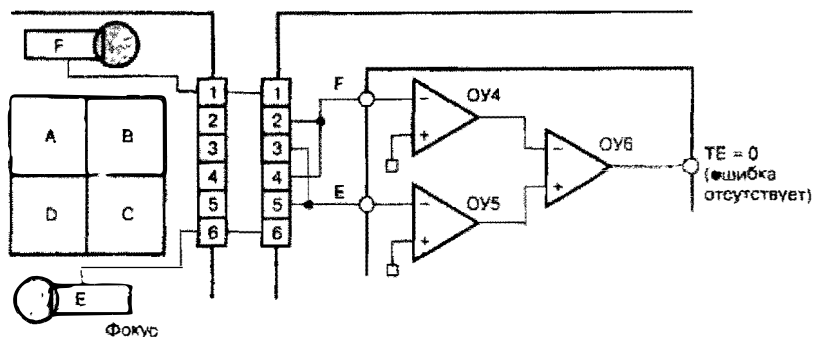 F
A B
D C
E
Фокус
1
2
3
4
5
6
1
2
3
4
5
6
F
E
−
+
ОУ4
−
+
ОУ5
−
+
ОУ6
TE = 0
(ошибка
отсутствует)